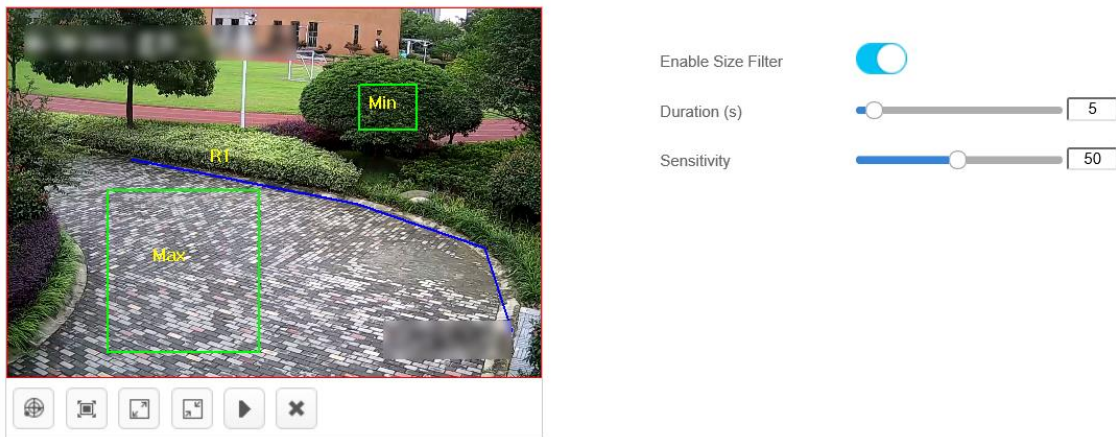 Min
R1
Max
Enable Size Filter
Duration (s)
5
Sensitivity
50